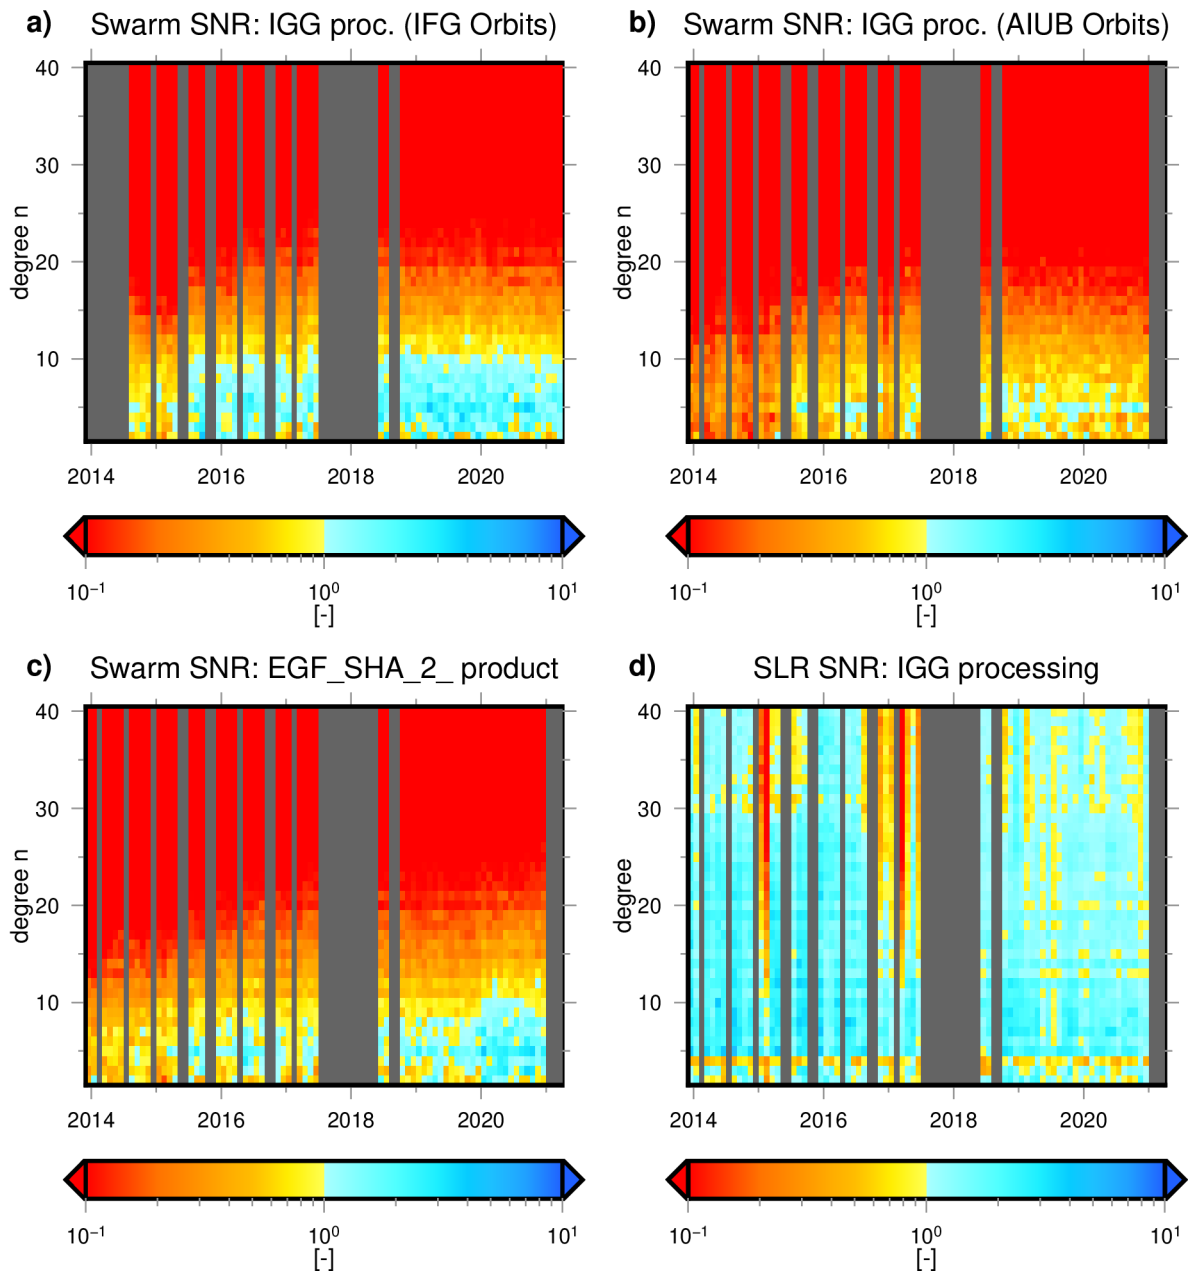 a) Swarm SNR: IGG proc. (IFG Orbits)
40
30
20
10
degree n
2014 2016 2018 2020
10⁻¹ 10⁰ 10¹
[-]
b) Swarm SNR: IGG proc. (AIUB Orbits)
40
30
20
10
degree n
2014 2016 2018 2020
10⁻¹ 10⁰ 10¹
[-]
c) Swarm SNR: EGF_SHA_2_ product
40
30
20
10
degree n
2014 2016 2018 2020
10⁻¹ 10⁰ 10¹
[-]
d) SLR SNR: IGG processing
40
30
20
10
degree
2014 2016 2018 2020
10⁻¹ 10⁰ 10¹
[-]